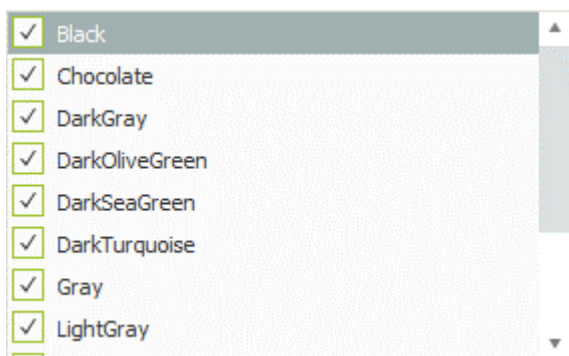 Black
Chocolate
DarkGray
DarkOliveGreen
DarkSeaGreen
DarkTurquoise
Gray
LightGray